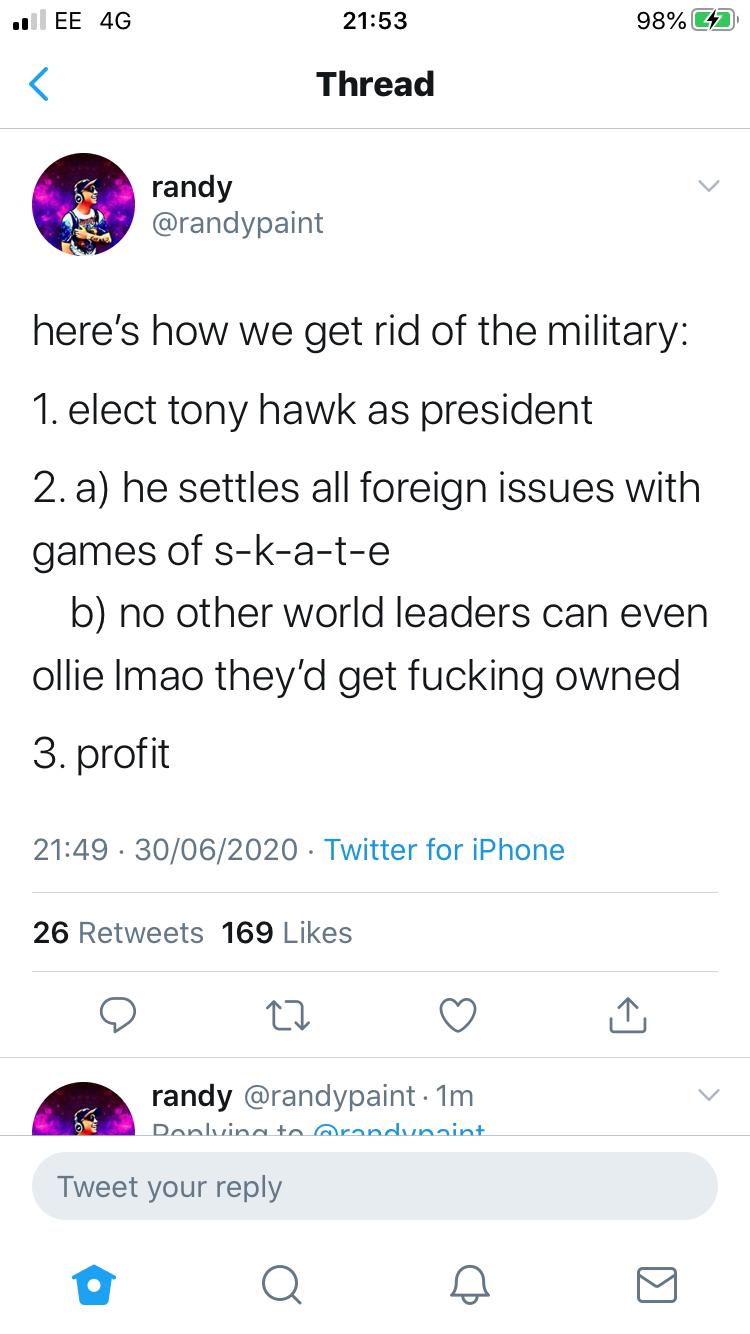 EE 4G 21:53 98%
Thread
randy
@randypaint
here’s how we get rid of the military:
1. elect tony hawk as president
2. a) he settles all foreign issues with
games of s-k-a-t-e
b) no other world leaders can even
ollie lmao they’d get fucking owned
3. profit
21:49 · 30/06/2020 · Twitter for iPhone
26 Retweets 169 Likes
randy @randypaint · 1m
Replying to @randypaint
Tweet your reply